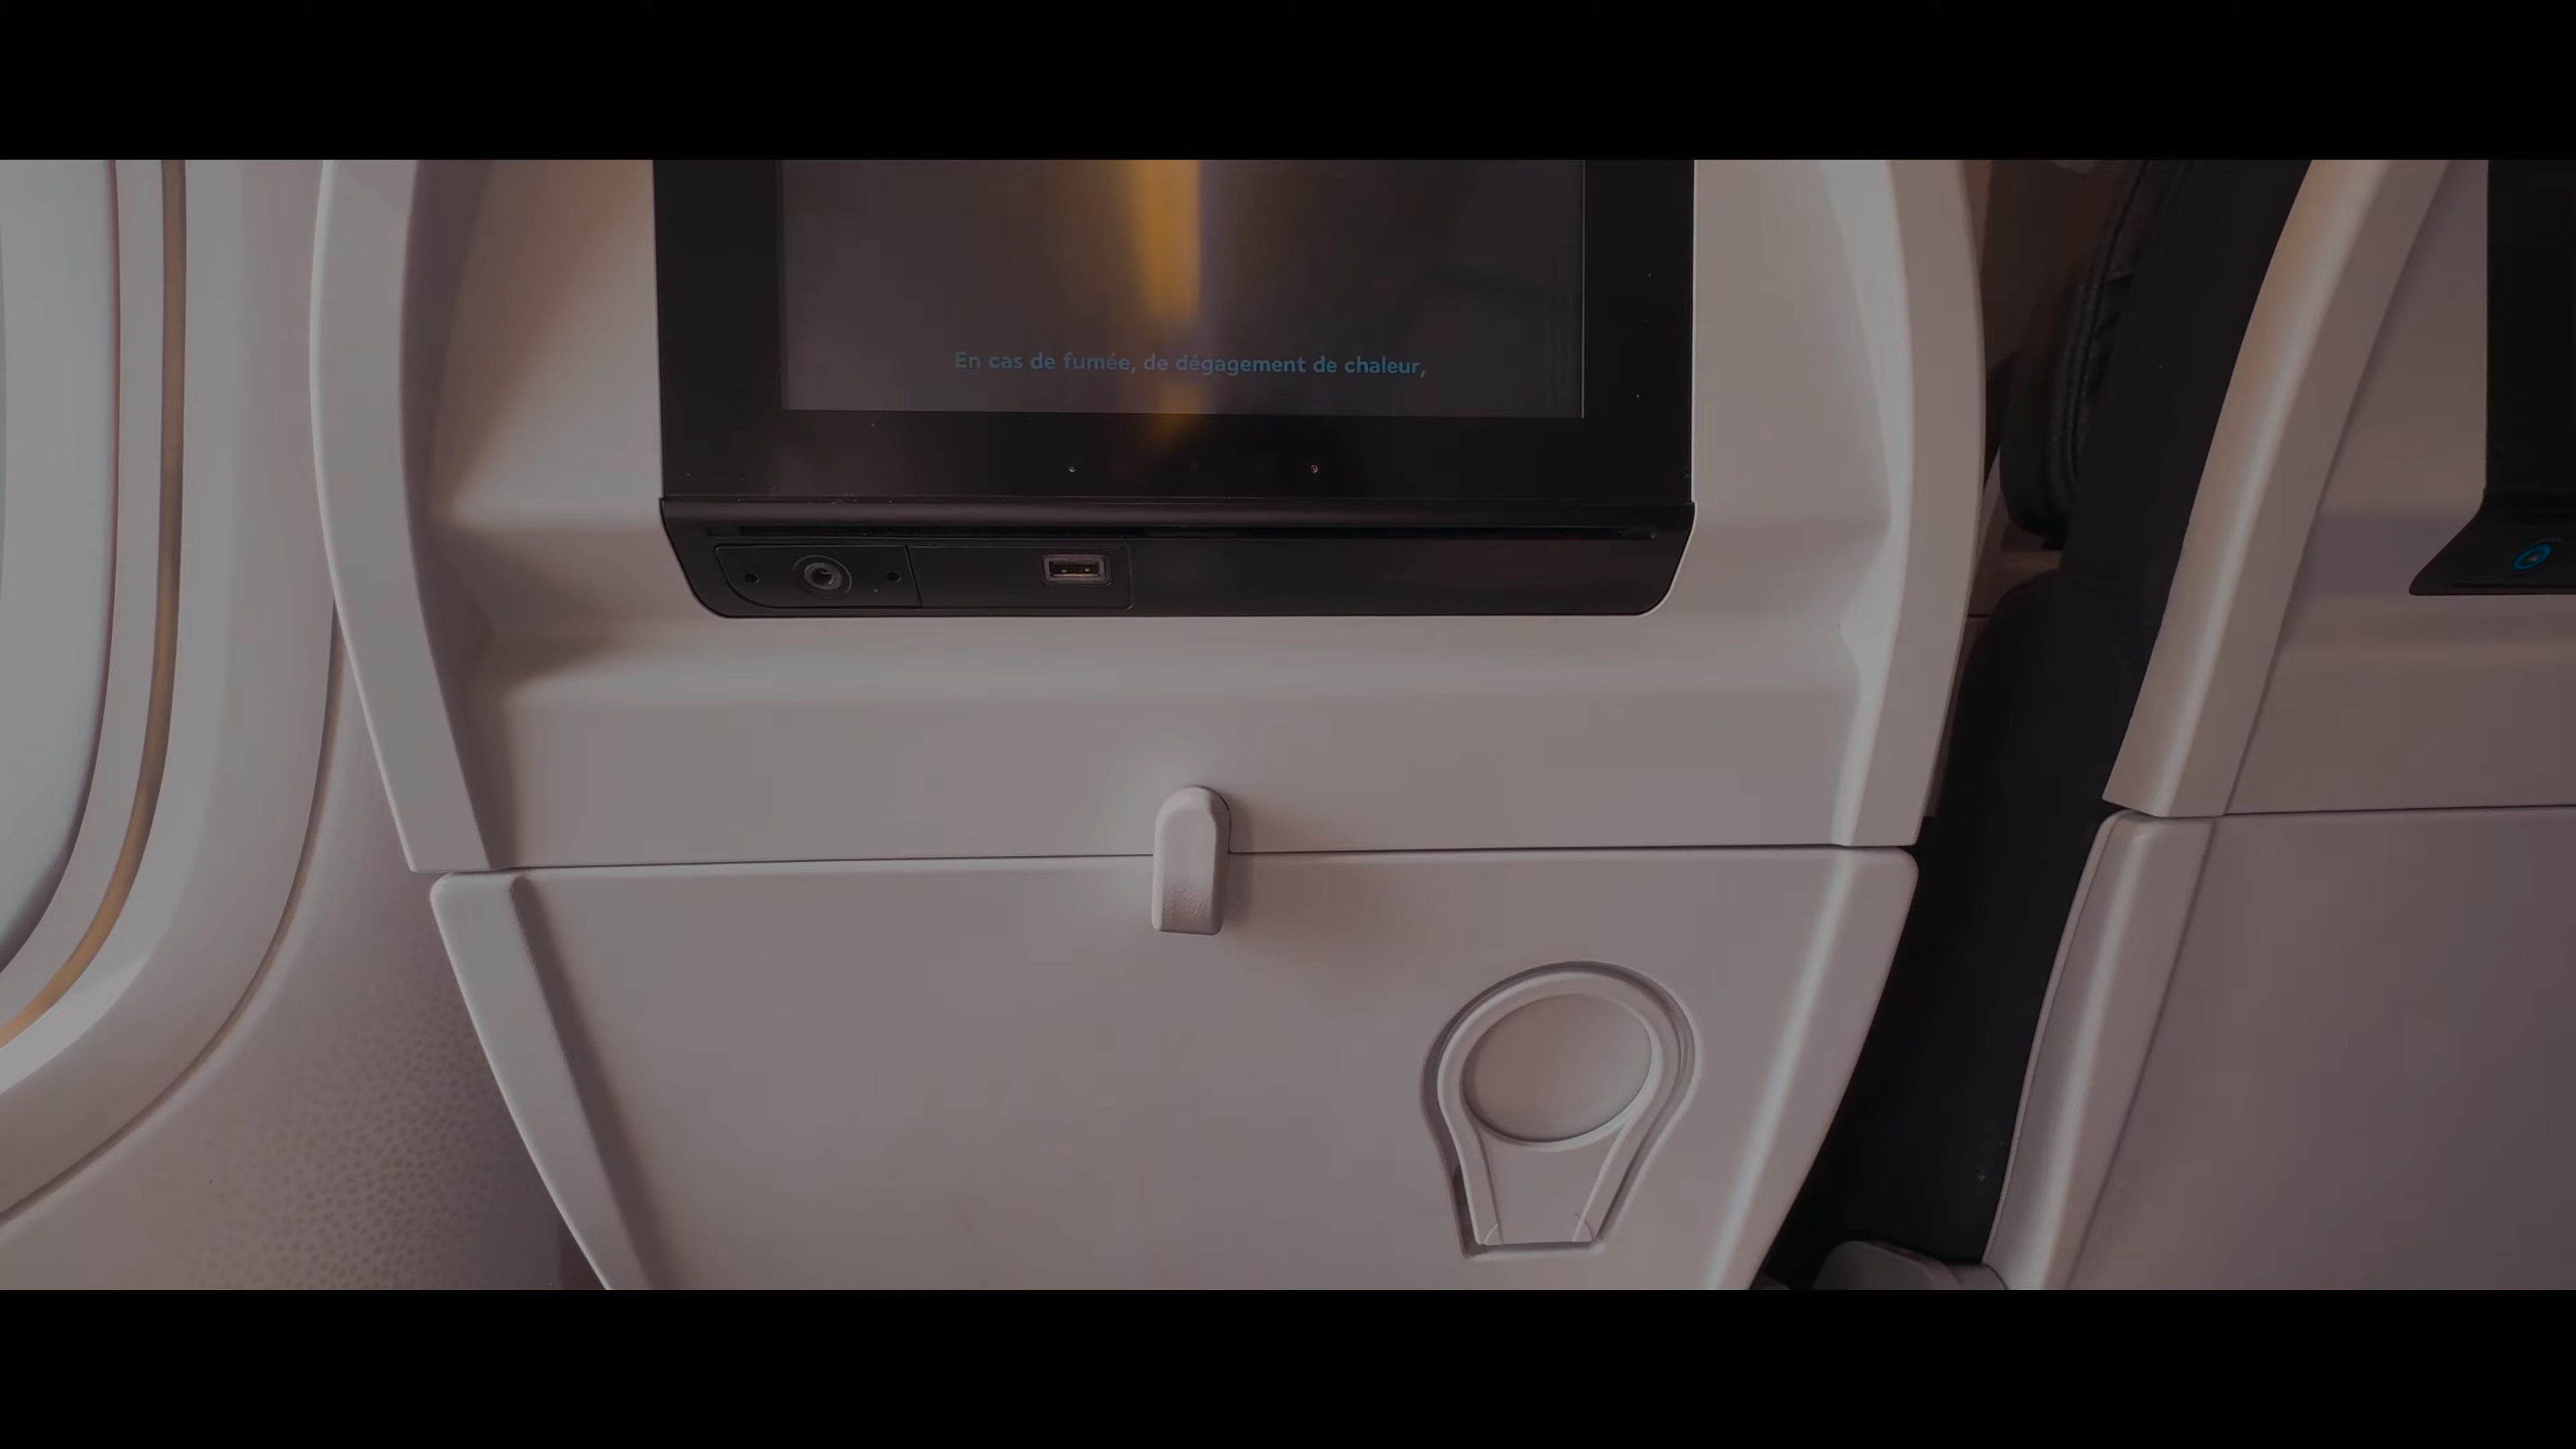 En cas de fumée, de dégagement de chaleur,